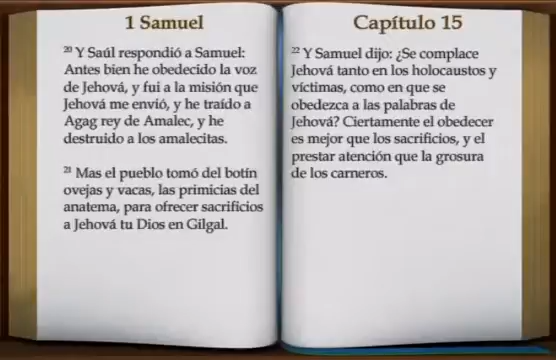 1 Samuel
20 Y Saúl respondió a Samuel:
Antes bien he obedecido la voz
de Jehová, y fui a la misión que
Jehová me envió, y he traído a
Agag rey de Amalec, y he
destruido a los amalecitas.
21 Mas el pueblo tomó del botín
ovejas y vacas, las primicias del
anatema, para ofrecer sacrificios
a Jehová tu Dios en Gilgal.
Capítulo 15
22 Y Samuel dijo: ¿Se complace
Jehová tanto en los holocaustos y
víctimas, como en que se
obedezca a las palabras de
Jehová? Ciertamente el obedecer
es mejor que los sacrificios, y el
prestar atención que la grosura
de los carneros.